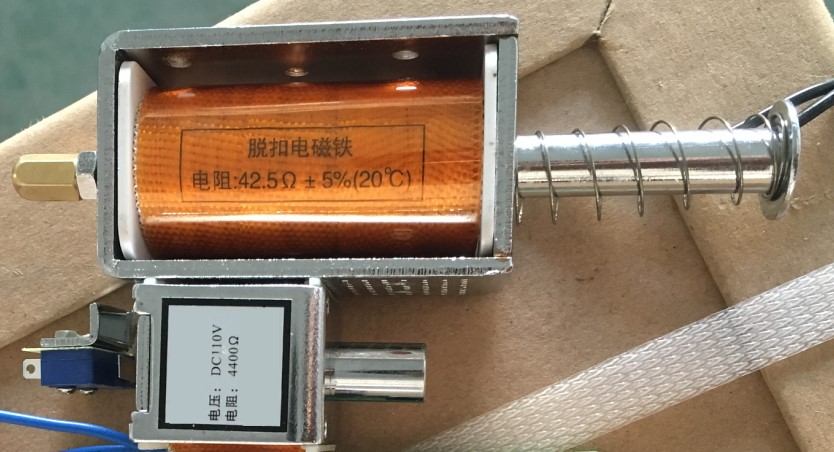 脱扣电磁铁
电阻:42.5Ω ± 5%(20℃)
电压: DC110V
电阻: 4400Ω